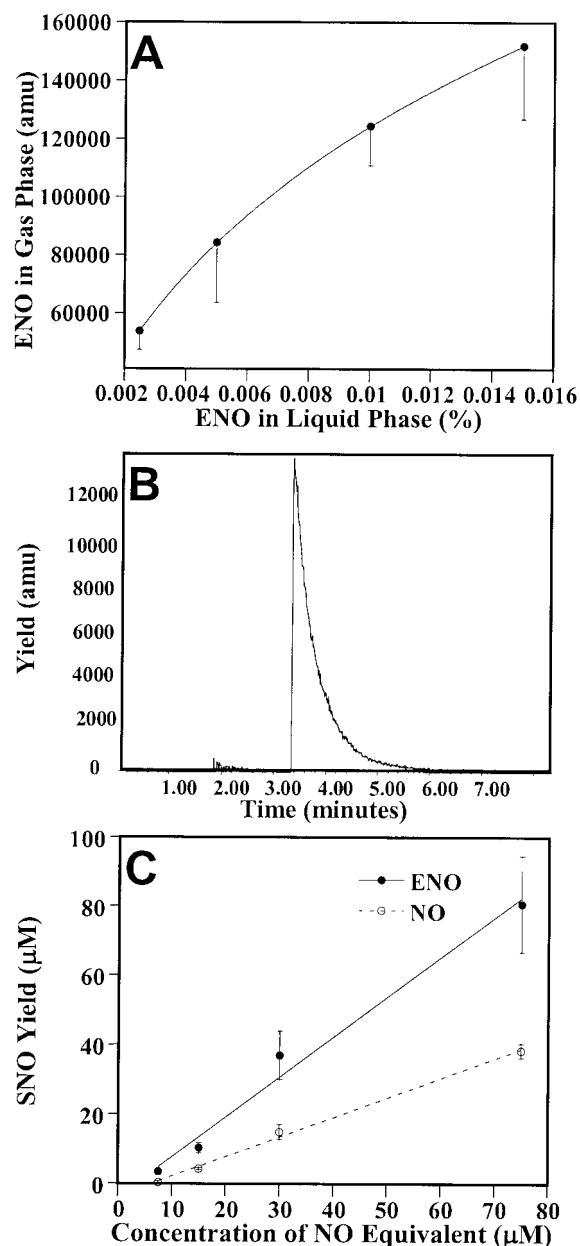 A
160000
140000
120000
100000
80000
60000
ENO in Gas Phase (amu)
0.002 0.004 0.006 0.008 0.01 0.012 0.014 0.016
ENO in Liquid Phase (%)
B
12000
10000
8000
6000
4000
2000
0
Yield (amu)
1.00 2.00 3.00 4.00 5.00 6.00 7.00
Time (minutes)
C
ENO
NO
100
80
60
40
20
0
SNO Yield (μM)
0 10 20 30 40 50 60 70 80
Concentration of NO Equivalent (μM)